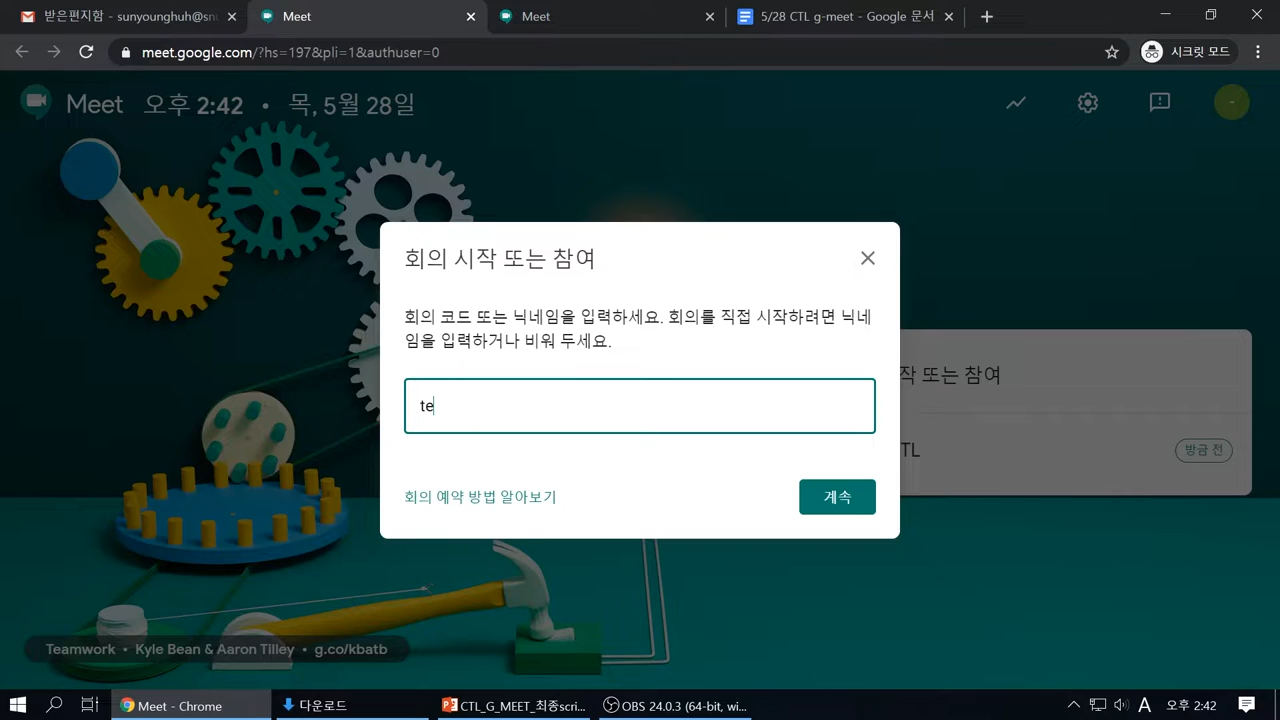 받은편지함 - sunyounghuh@snu
Meet
Meet
5/28 CTL g-meet - Google 문서
meet.google.com/?hs=197&pli=1&authuser=0
시크릿 모드
Meet 오후 2:42 • 목, 5월 28일
회의 시작 또는 참여
회의 코드 또는 닉네임을 입력하세요. 회의를 직접 시작하려면 닉네
임을 입력하거나 비워 두세요.
작 또는 참여
te
TL
방금 전
회의 예약 방법 알아보기
계속
Teamwork • Kyle Bean & Aaron Tilley • g.co/kbatb
Meet - Chrome
다운로드
CTL_G_MEET_최종scri...
OBS 24.0.3 (64-bit, wi...
A
오후 2:42